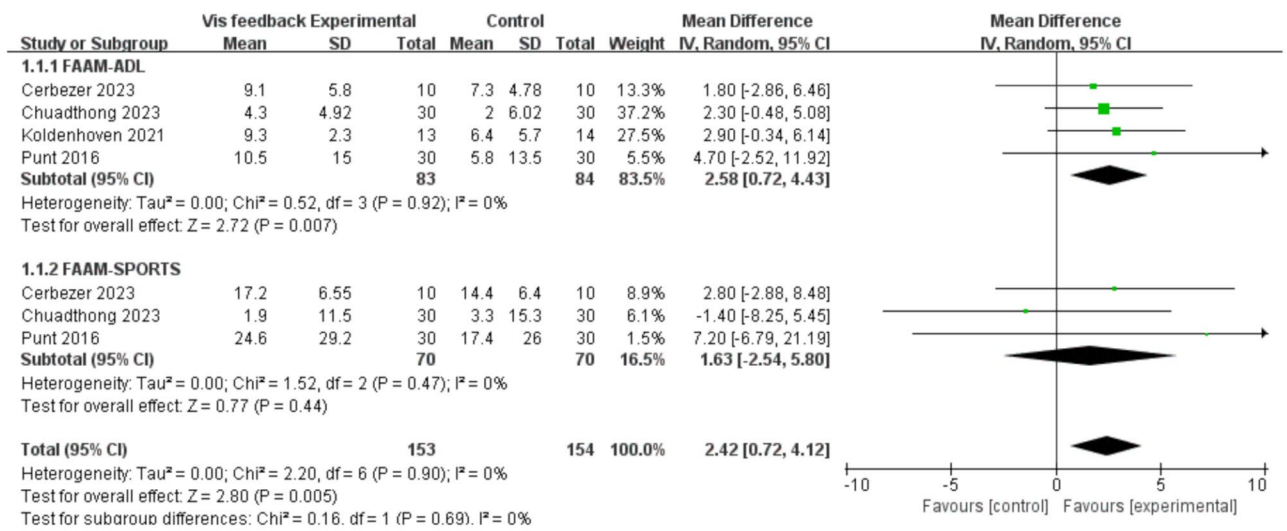 Vis feedback Experimental Control Mean Difference Mean Difference
Study or Subgroup Mean SD Total Mean SD Total Weight IV, Random, 95% CI IV, Random, 95% CI
1.1.1 FAAM-ADL
Cerbezer 2023 9.1 5.8 10 7.3 4.78 10 13.3% 1.80 [-2.86, 6.46]
Chuadthong 2023 4.3 4.92 30 2 6.02 30 37.2% 2.30 [-0.48, 5.08]
Koldenhoven 2021 9.3 2.3 13 6.4 5.7 14 27.5% 2.90 [-0.34, 6.14]
Punt 2016 10.5 15 30 5.8 13.5 30 5.5% 4.70 [-2.52, 11.92]
Subtotal (95% CI) 83 84 83.5% 2.58 [0.72, 4.43]
Heterogeneity: Tau² = 0.00; Chi² = 0.52, df = 3 (P = 0.92); I² = 0%
Test for overall effect: Z = 2.72 (P = 0.007)
1.1.2 FAAM-SPORTS
Cerbezer 2023 17.2 6.55 10 14.4 6.4 10 8.9% 2.80 [-2.88, 8.48]
Chuadthong 2023 1.9 11.5 30 3.3 15.3 30 6.1% -1.40 [-8.25, 5.45]
Punt 2016 24.6 29.2 30 17.4 26 30 1.5% 7.20 [-6.79, 21.19]
Subtotal (95% CI) 70 70 16.5% 1.63 [-2.54, 5.80]
Heterogeneity: Tau² = 0.00; Chi² = 1.52, df = 2 (P = 0.47); I² = 0%
Test for overall effect: Z = 0.77 (P = 0.44)
Total (95% CI) 153 154 100.0% 2.42 [0.72, 4.12]
Heterogeneity: Tau² = 0.00; Chi² = 2.20, df = 6 (P = 0.90); I² = 0%
Test for overall effect: Z = 2.80 (P = 0.005)
Test for subgroup differences: Chi² = 0.16, df = 1 (P = 0.69), I² = 0%
-10 -5 0 5 10
Favours [control] Favours [experimental]